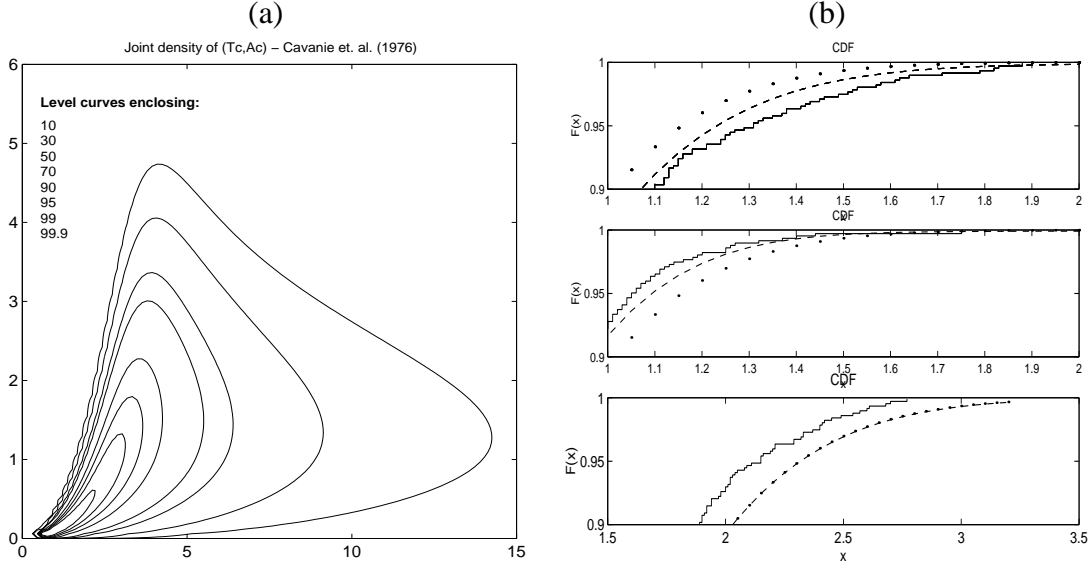 (a)
Joint density of (Tc,Ac) – Cavanie et. al. (1976)
6
5
4
3
2
1
0
Level curves enclosing:
10
30
50
70
90
95
99
99.9
0 5 10 15
(b)
CDF
F(x)
1
0.95
0.9
1 1.1 1.2 1.3 1.4 1.5 1.6 1.7 1.8 1.9 2
x
CDF
F(x)
1
0.95
0.9
1 1.1 1.2 1.3 1.4 1.5 1.6 1.7 1.8 1.9 2
x
CDF
F(x)
1
0.95
0.9
1.5 2 2.5 3 3.5
x